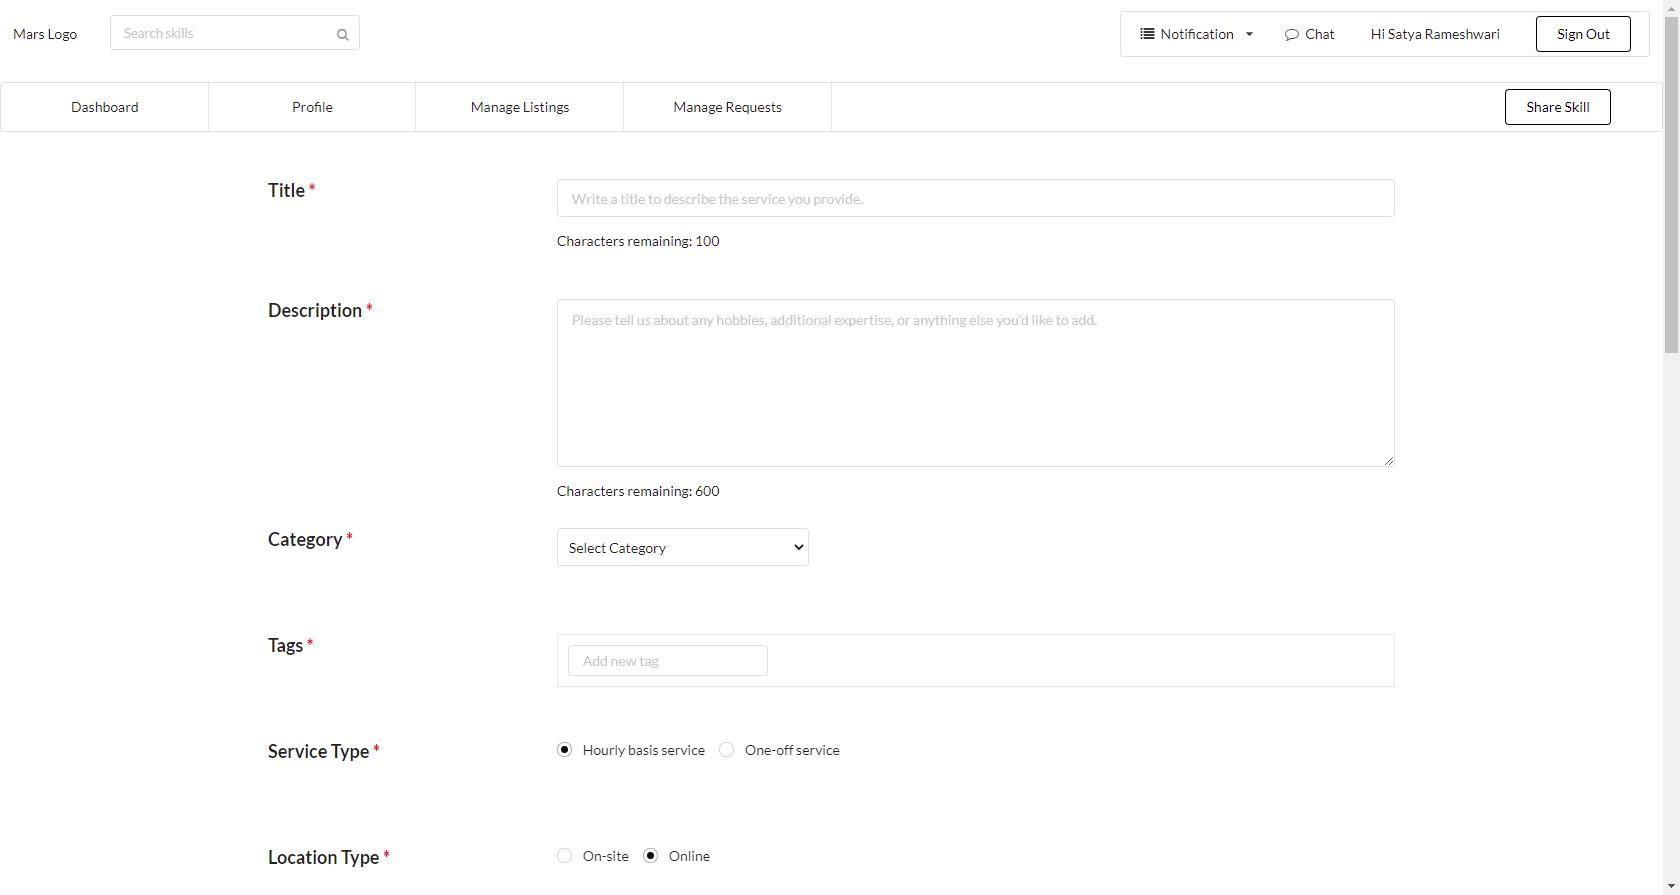 Mars Logo
Search skills
Notification
Chat
Hi Satya Rameshwari
Sign Out
Dashboard
Profile
Manage Listings
Manage Requests
Share Skill
Title *
Write a title to describe the service you provide.
Characters remaining: 100
Description *
Please tell us about any hobbies, additional expertise, or anything else you'd like to add.
Characters remaining: 600
Category *
Select Category
Tags *
Add new tag
Service Type *
Hourly basis service
One-off service
Location Type *
On-site
Online